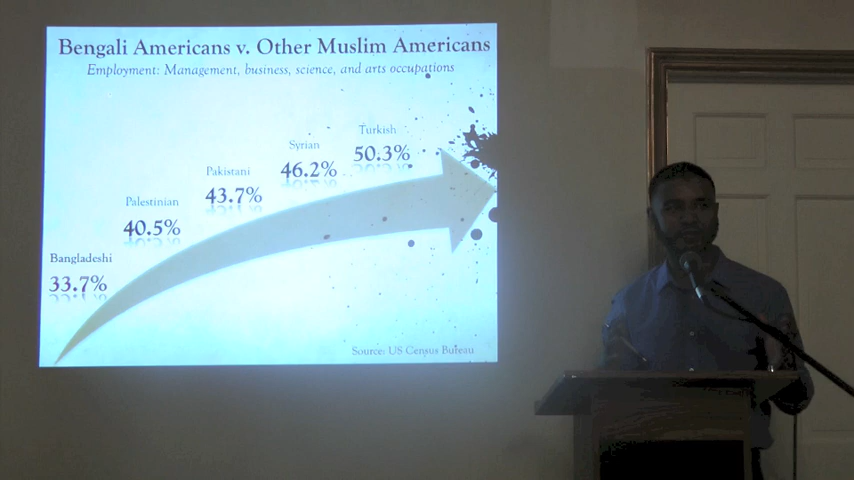 Bengali Americans v. Other Muslim Americans
Employment: Management, business, science, and arts occupations
Turkish
50.3%
Syrian
46.2%
Pakistani
43.7%
Palestinian
40.5%
Bangladeshi
33.7%
Source: US Census Bureau